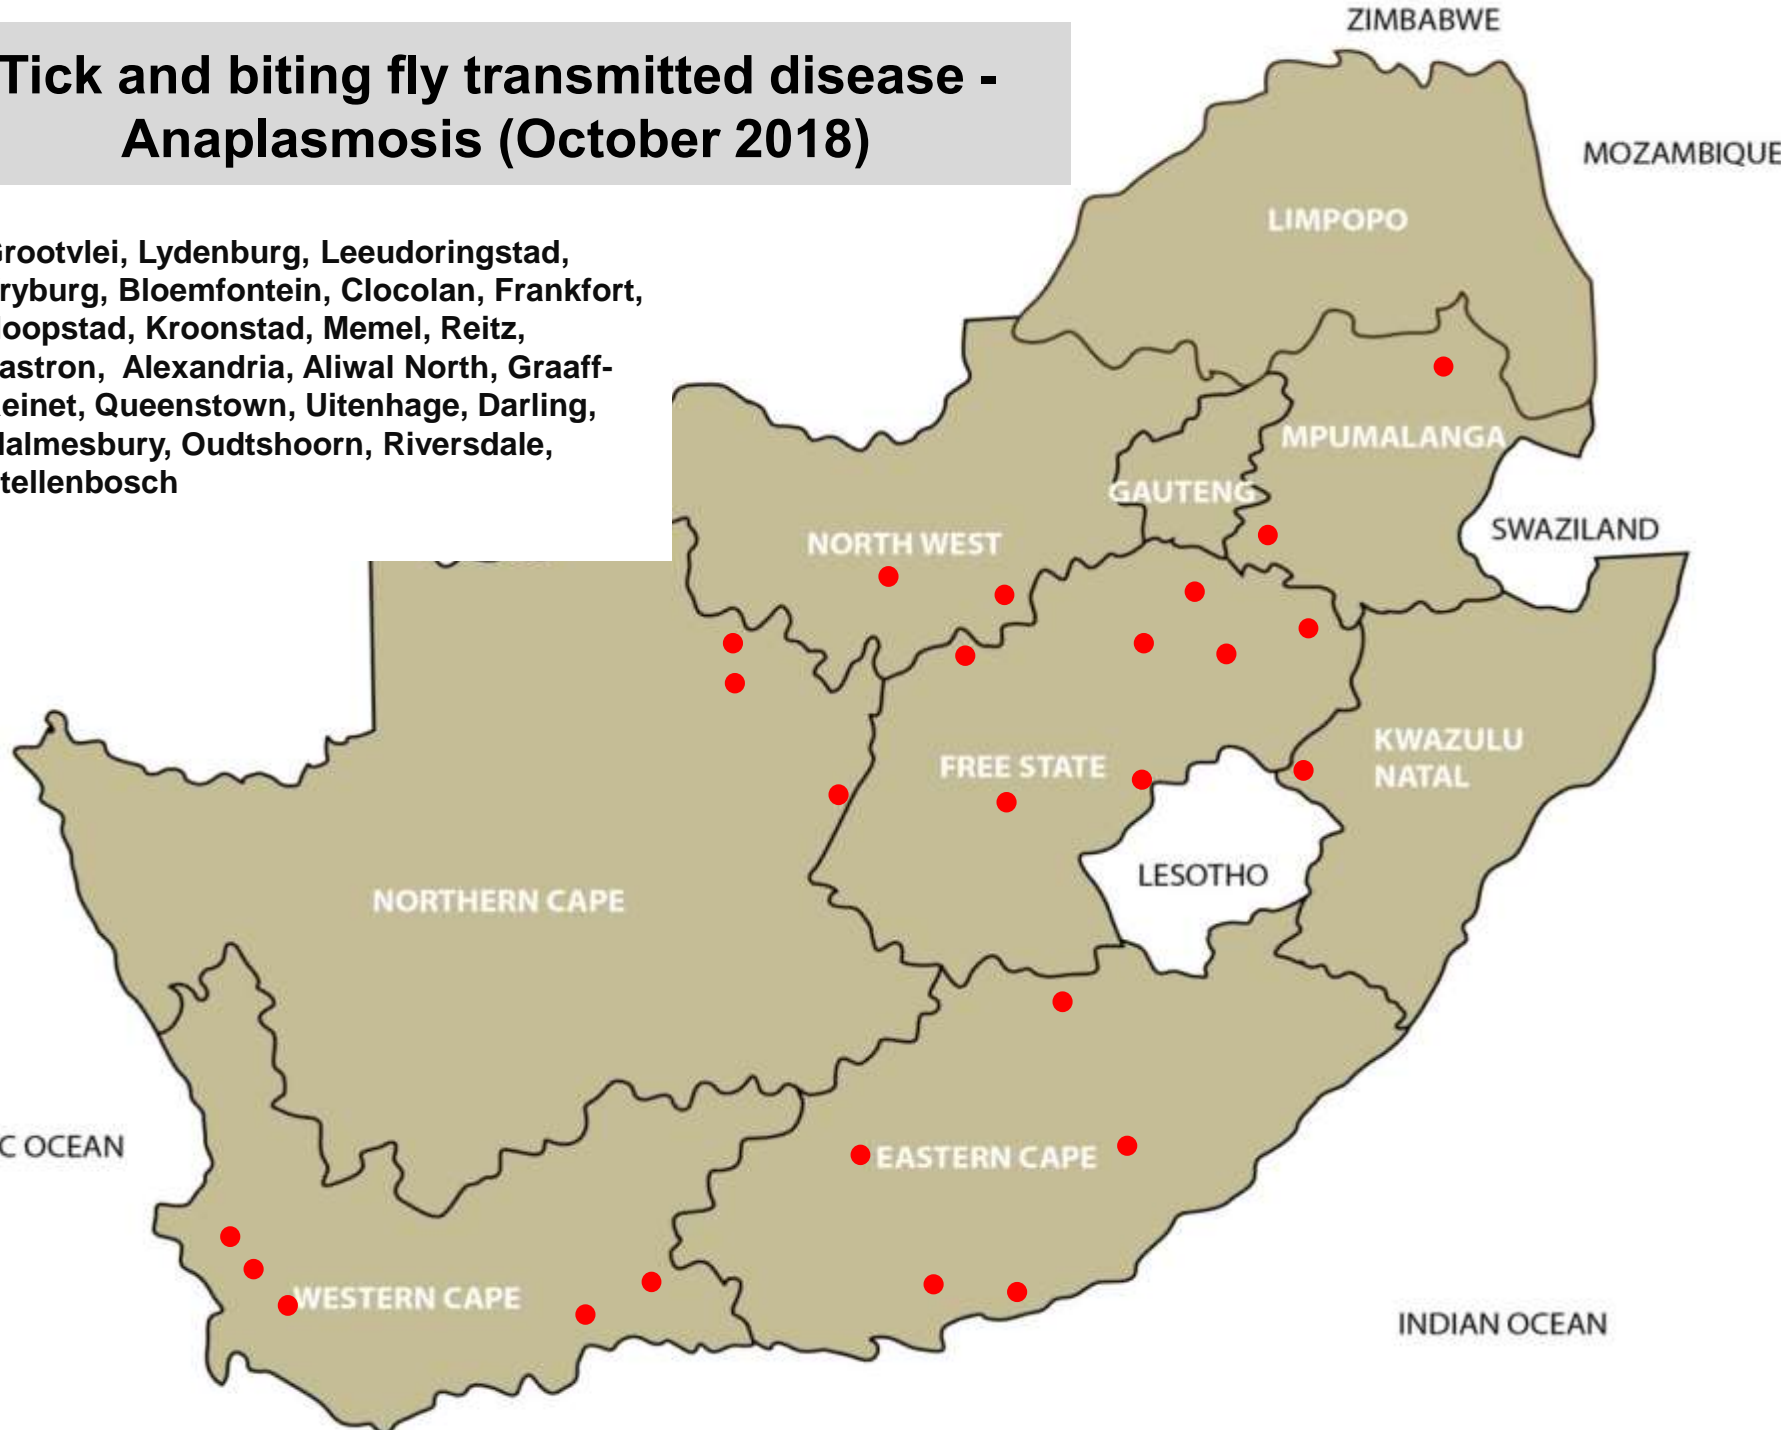 ZIMBABWE
Tick and biting fly transmitted disease -
Anaplasmosis (October 2018)
MOZAMBIQUE
LIMPOPO
rootvlei, Lydenburg, Leeudoringstad,
ryburg, Bloemfontein, Clocolan, Frankfort,
oopstad, Kroonstad, Memel, Reitz,
astron, Alexandria, Aliwal North, Graaff-
einet, Queenstown, Uitenhage, Darling,
almesbury, Oudtshoorn, Riversdale,
tellenbosch
MPUMALANGA
GAUTENG
NORTH WEST
SWAZILAND
FREE STATE
KWAZULU
NATAL
LESOTHO
NORTHERN CAPE
C OCEAN
EASTERN CAPE
WESTERN CAPE
INDIAN OCEAN